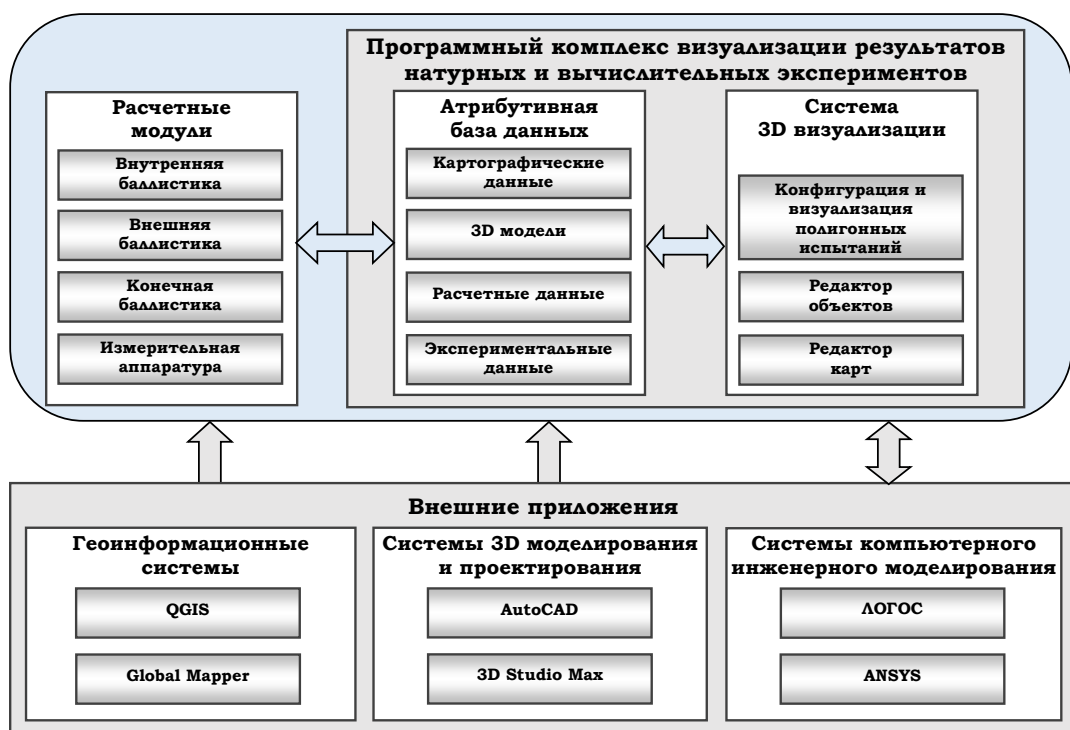 Программный комплекс визуализации результатов
натурных и вычислительных экспериментов
Расчетные
модули
Внутренняя
баллистика
Внешняя
баллистика
Конечная
баллистика
Измерительная
аппаратура
Атрибутивная
база данных
Картографические
данные
3D модели
Расчетные данные
Экспериментальные
данные
Система
3D визуализации
Конфигурация и
визуализация
полигонных
испытаний
Редактор
объектов
Редактор
карт
Внешние приложения
Геоинформационные
системы
QGIS
Global Mapper
Системы 3D моделирования
и проектирования
AutoCAD
3D Studio Max
Системы компьютерного
инженерного моделирования
ЛОГОС
ANSYS